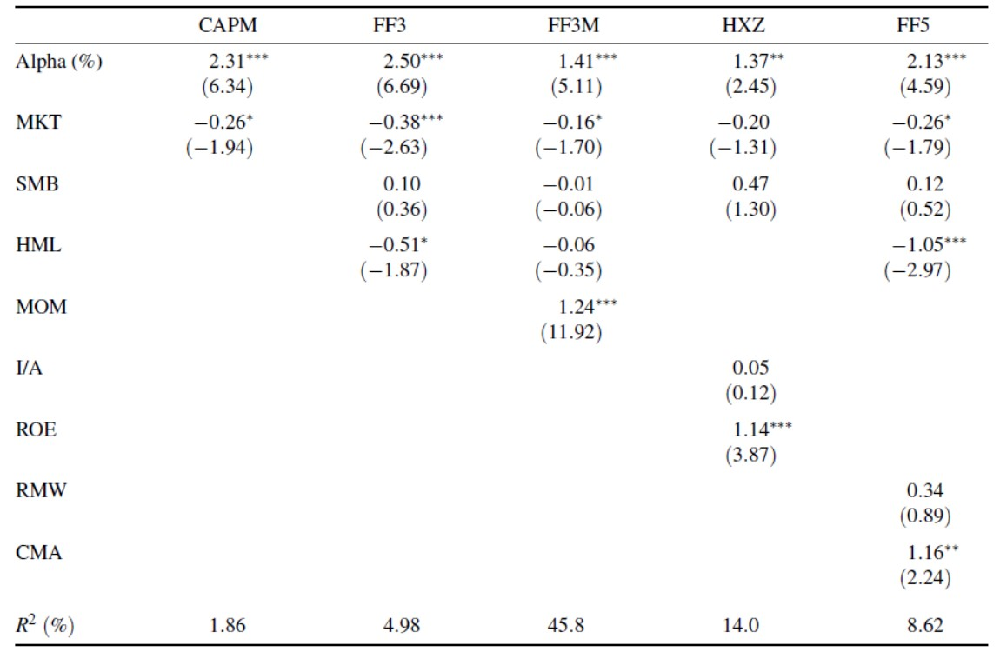 CAPM FF3 FF3M HXZ FF5
Alpha (%) 2.31*** 2.50*** 1.41*** 1.37** 2.13***
(6.34) (6.69) (5.11) (2.45) (4.59)
MKT −0.26* −0.38*** −0.16* −0.20 −0.26*
(−1.94) (−2.63) (−1.70) (−1.31) (−1.79)
SMB 0.10 −0.01 0.47 0.12
(0.36) (−0.06) (1.30) (0.52)
HML −0.51* −0.06 −1.05***
(−1.87) (−0.35) (−2.97)
MOM 1.24***
(11.92)
I/A 0.05
(0.12)
ROE 1.14***
(3.87)
RMW 0.34
(0.89)
CMA 1.16**
(2.24)
R² (%) 1.86 4.98 45.8 14.0 8.62